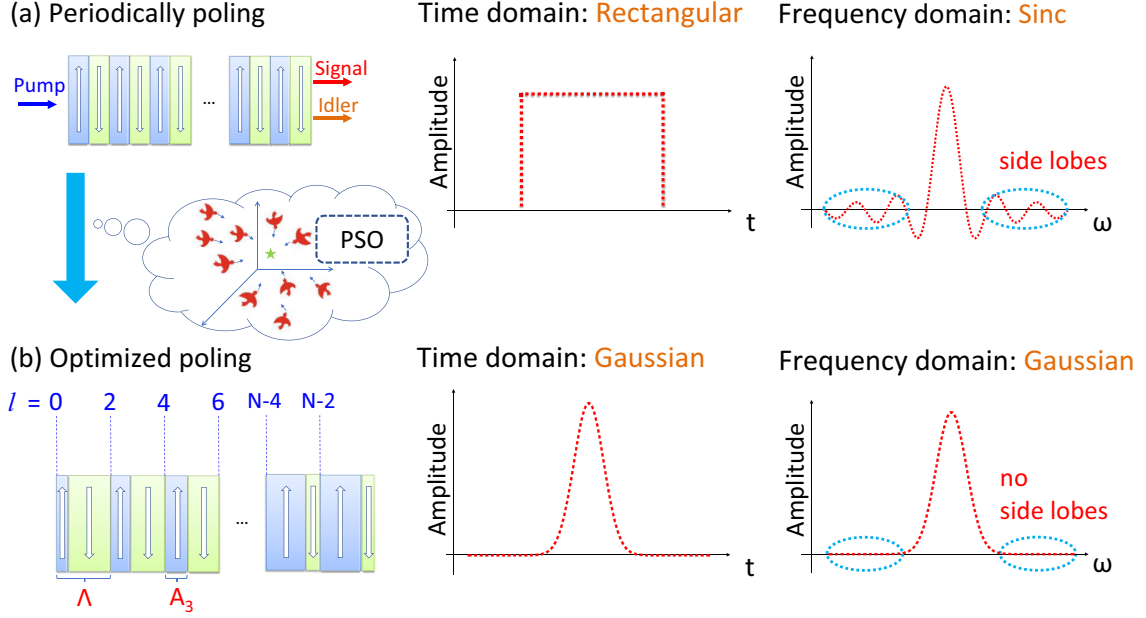 (a) Periodically poling
Time domain: Rectangular
Frequency domain: Sinc
Pump
Signal
Idler
...
Amplitude
t
Amplitude
side lobes
ω
PSO
(b) Optimized poling
Time domain: Gaussian
Frequency domain: Gaussian
l = 0 2 4 6 N-4 N-2
...
Λ
A₃
Amplitude
t
Amplitude
no
side lobes
ω